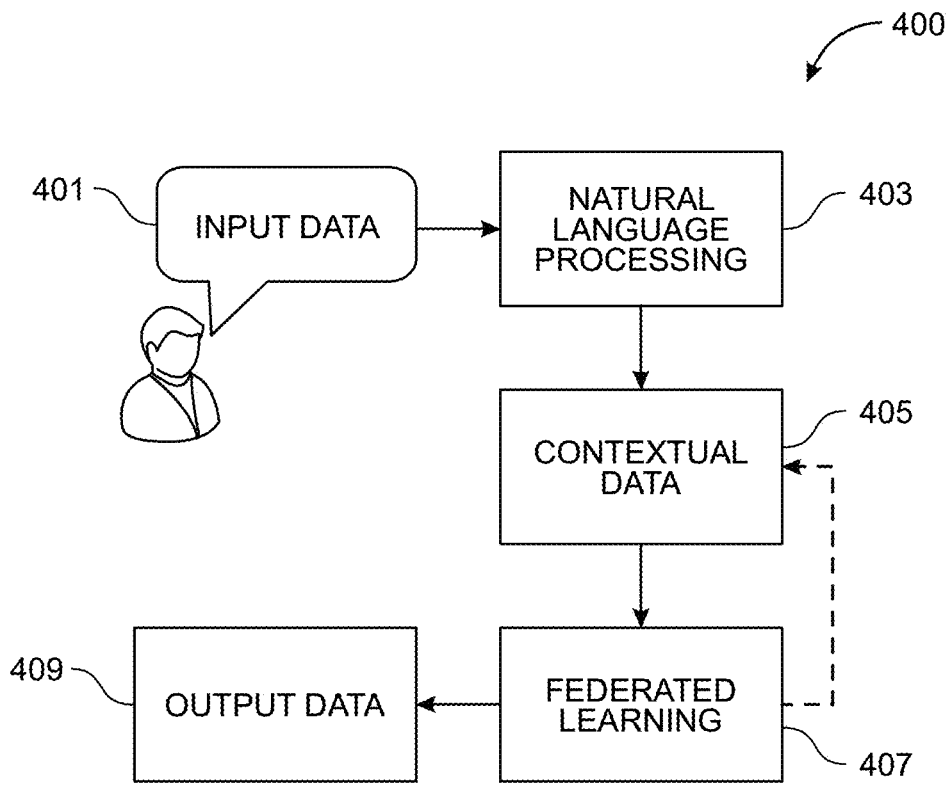 400
401
INPUT DATA
NATURAL
LANGUAGE
PROCESSING
403
CONTEXTUAL
DATA
405
409
OUTPUT DATA
FEDERATED
LEARNING
407